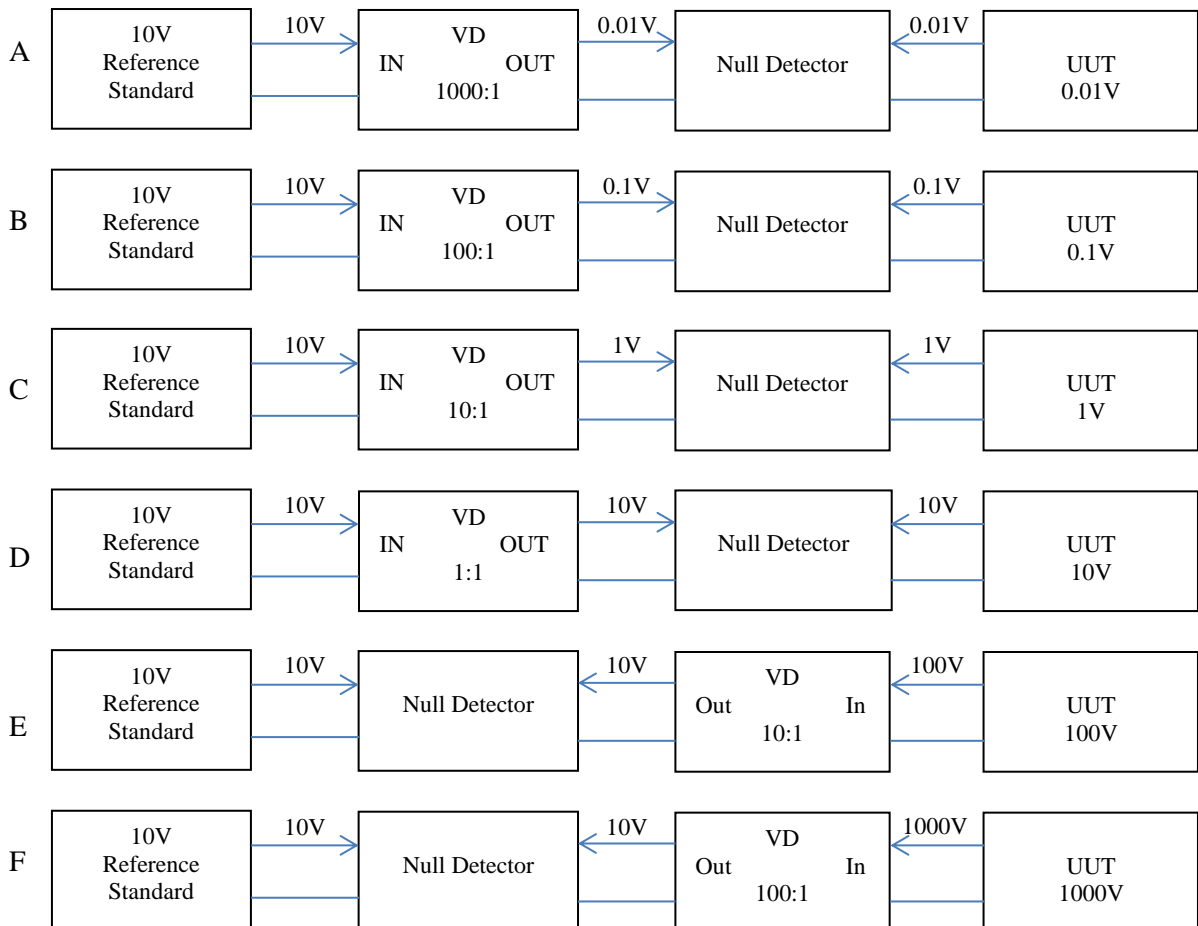 10V 0.01V 0.01V
A
10V
Reference
Standard
VD
IN OUT
1000:1
Null Detector
UUT
0.01V
10V 0.1V 0.1V
B
10V
Reference
Standard
VD
IN OUT
100:1
Null Detector
UUT
0.1V
10V 1V 1V
C
10V
Reference
Standard
VD
IN OUT
10:1
Null Detector
UUT
1V
10V 10V 10V
D
10V
Reference
Standard
VD
IN OUT
1:1
Null Detector
UUT
10V
10V 10V 100V
E
10V
Reference
Standard
Null Detector
VD
Out In
10:1
UUT
100V
10V 10V 1000V
F
10V
Reference
Standard
Null Detector
VD
Out In
100:1
UUT
1000V